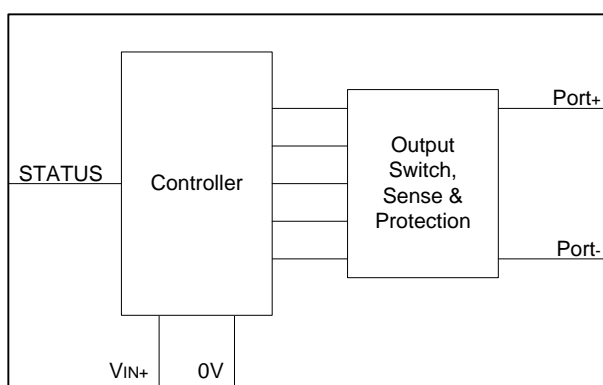 Port+
STATUS
Controller
Output
Switch,
Sense &
Protection
Port-
VIN+
0V